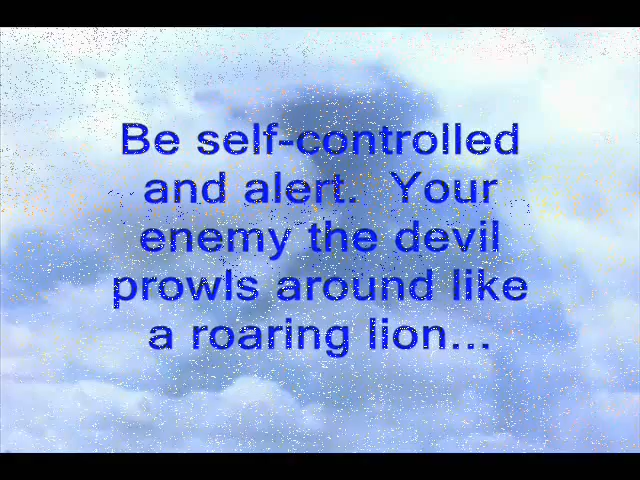 Be self-controlled
and alert.  Your
enemy the devil
prowls around like
a roaring lion...